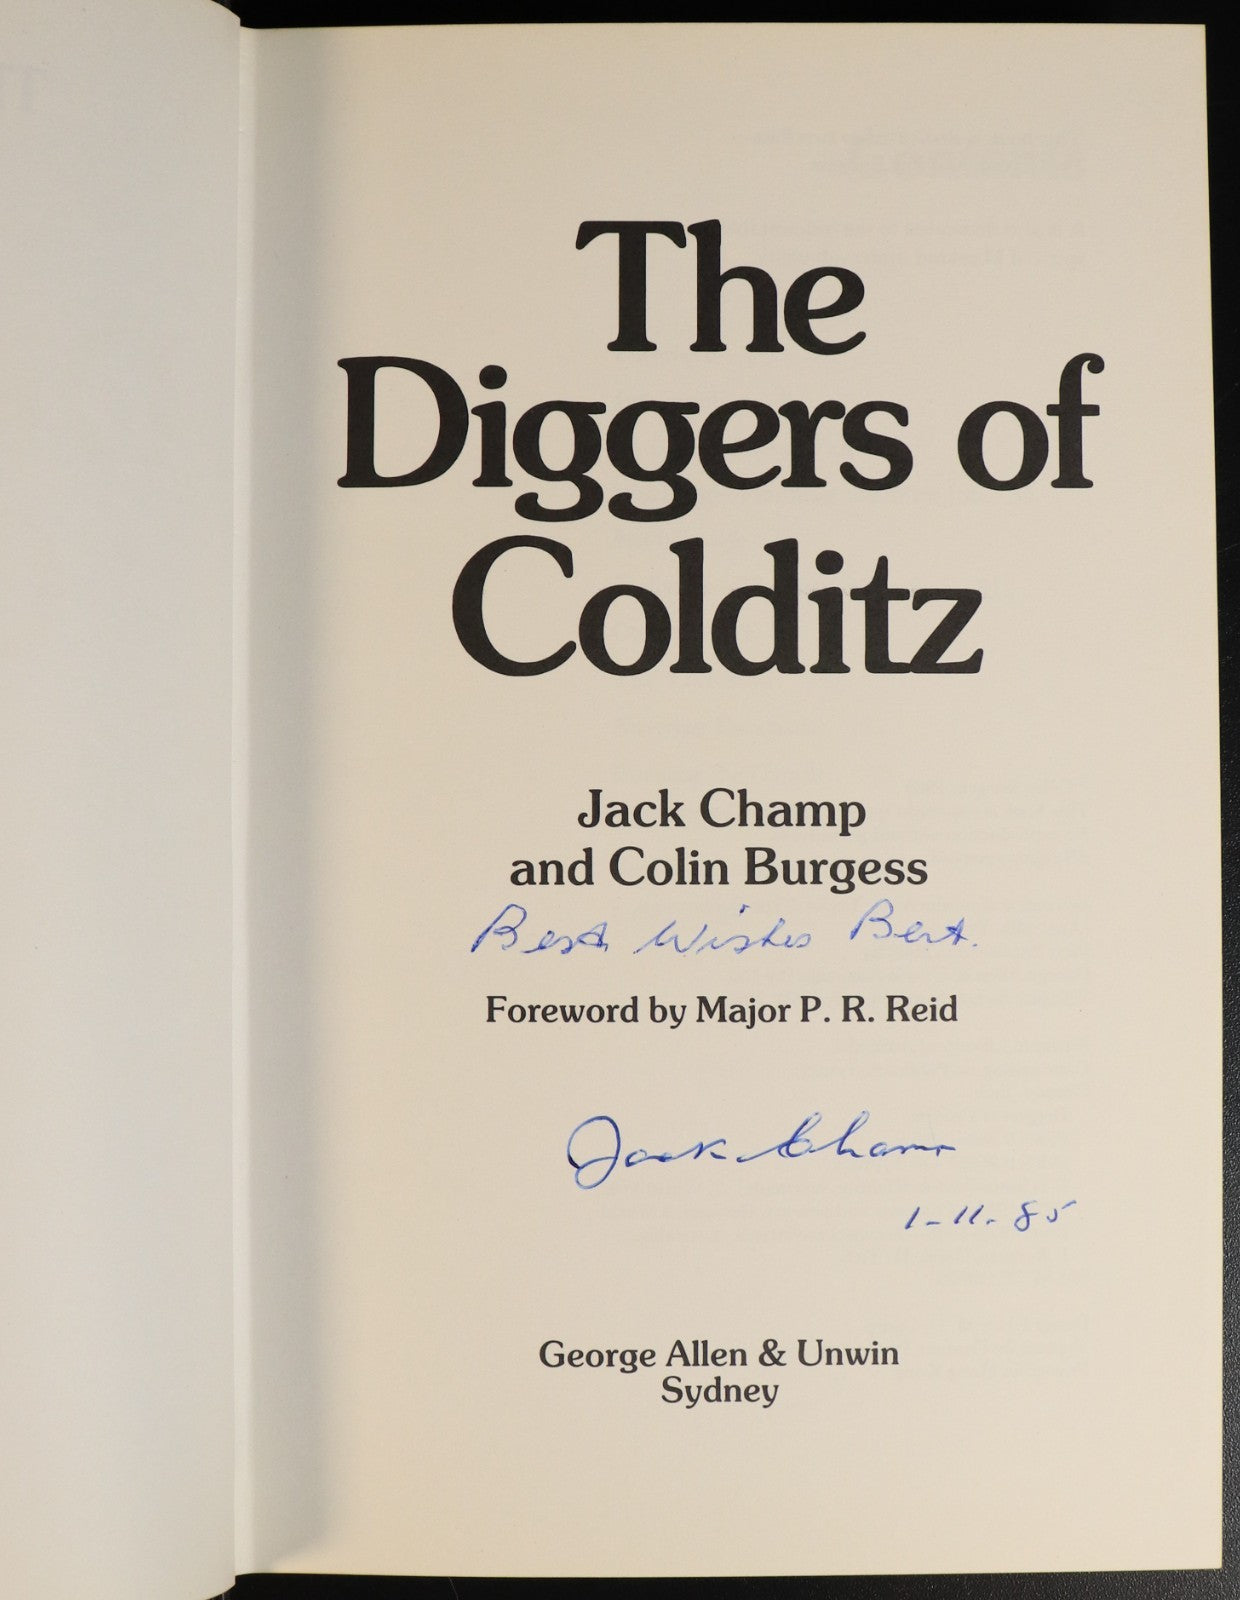 The
Diggers of
Colditz
Jack Champ
and Colin Burgess
Best Wishes Bert.
Foreword by Major P. R. Reid
Jack Champ
1-11-85
George Allen & Unwin
Sydney